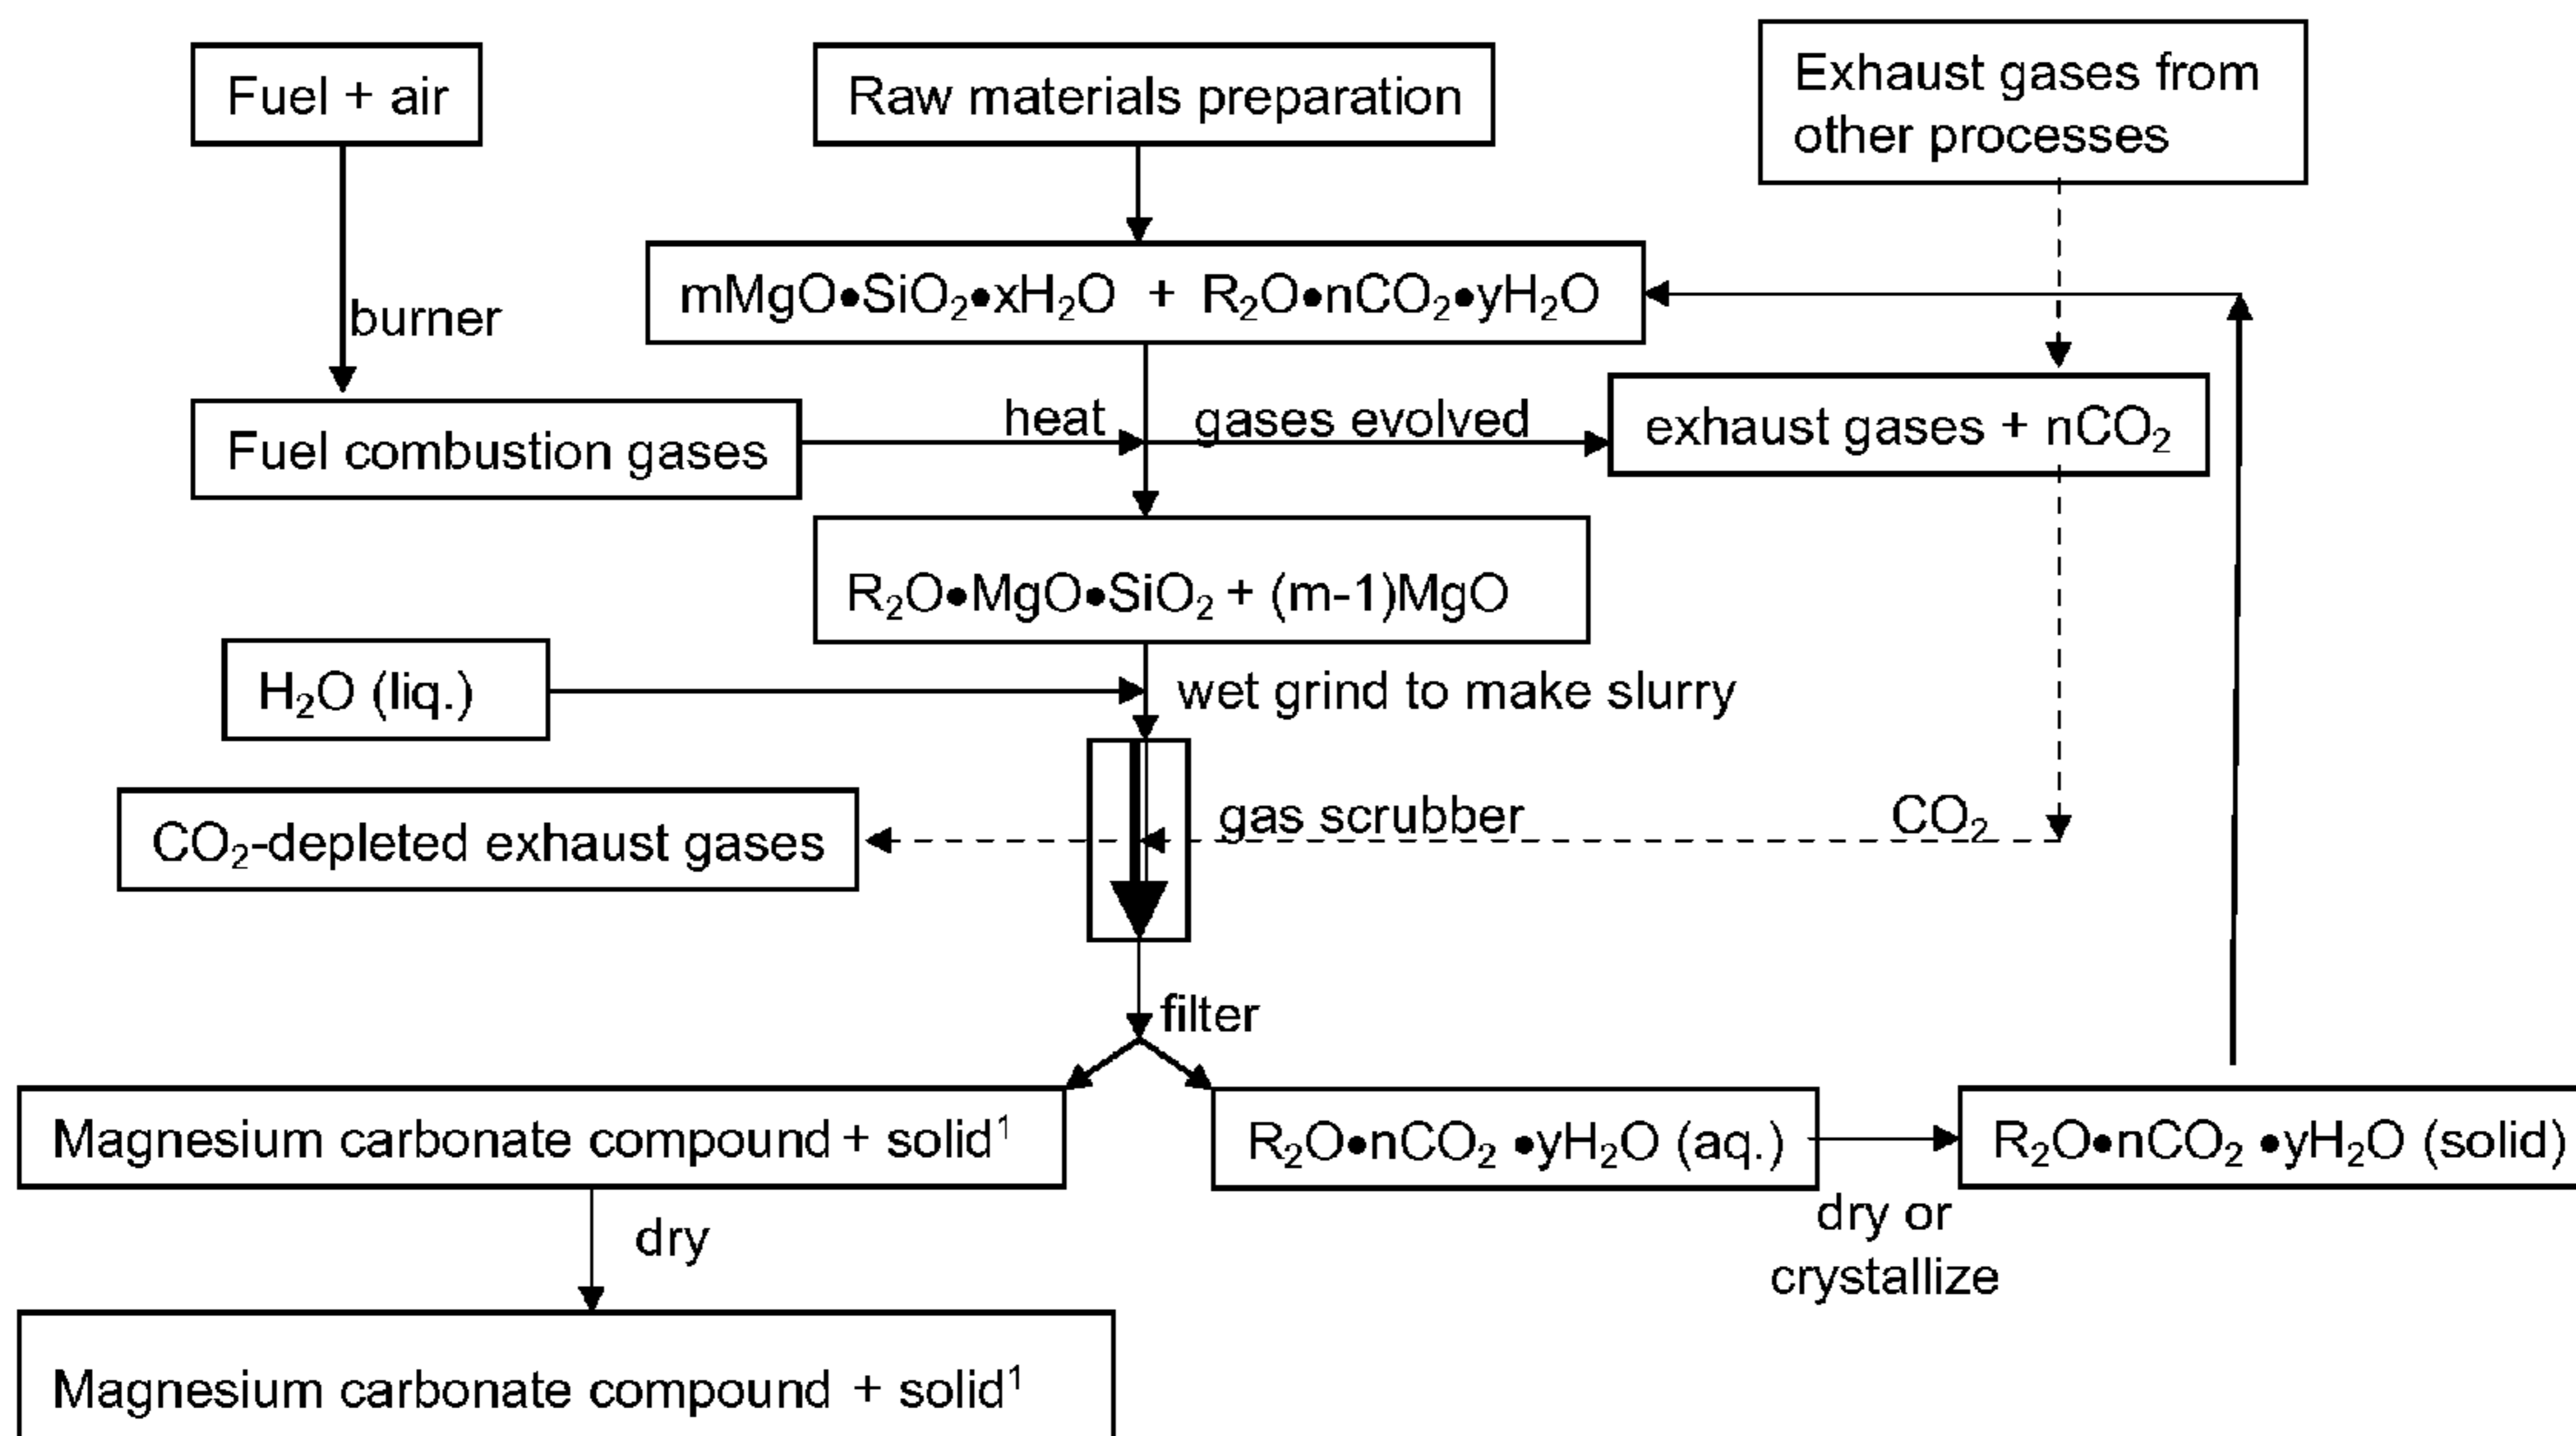 Fuel + air
Raw materials preparation
Exhaust gases from
other processes
mMgO•SiO₂•xH₂O + R₂O•nCO₂•yH₂O
burner
heat
gases evolved
exhaust gases + nCO₂
Fuel combustion gases
R₂O•MgO•SiO₂ + (m-1)MgO
H₂O (liq.)
wet grind to make slurry
gas scrubber
CO₂
CO₂-depleted exhaust gases
filter
Magnesium carbonate compound + solid¹
R₂O•nCO₂ •yH₂O (aq.)
R₂O•nCO₂ •yH₂O (solid)
dry or
crystallize
dry
Magnesium carbonate compound + solid¹